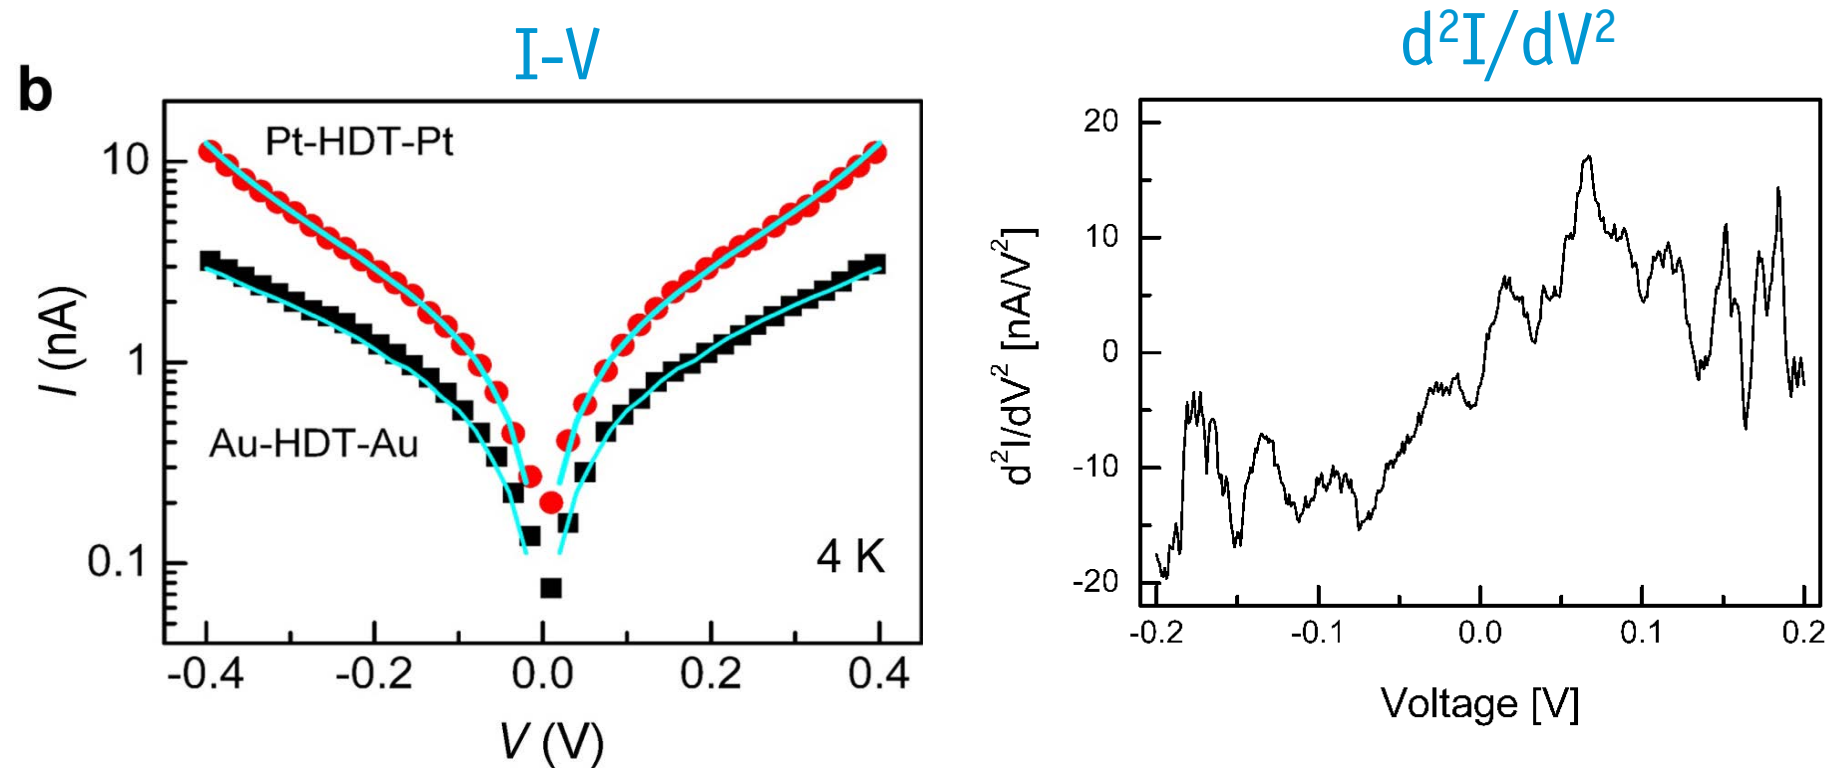 I-V
b
Pt-HDT-Pt
Au-HDT-Au
4 K
10
1
0.1
I (nA)
-0.4 -0.2 0.0 0.2 0.4
V (V)
d²I/dV²
20
10
0
-10
-20
d²I/dV² [nA/V²]
-0.2 -0.1 0.0 0.1 0.2
Voltage [V]